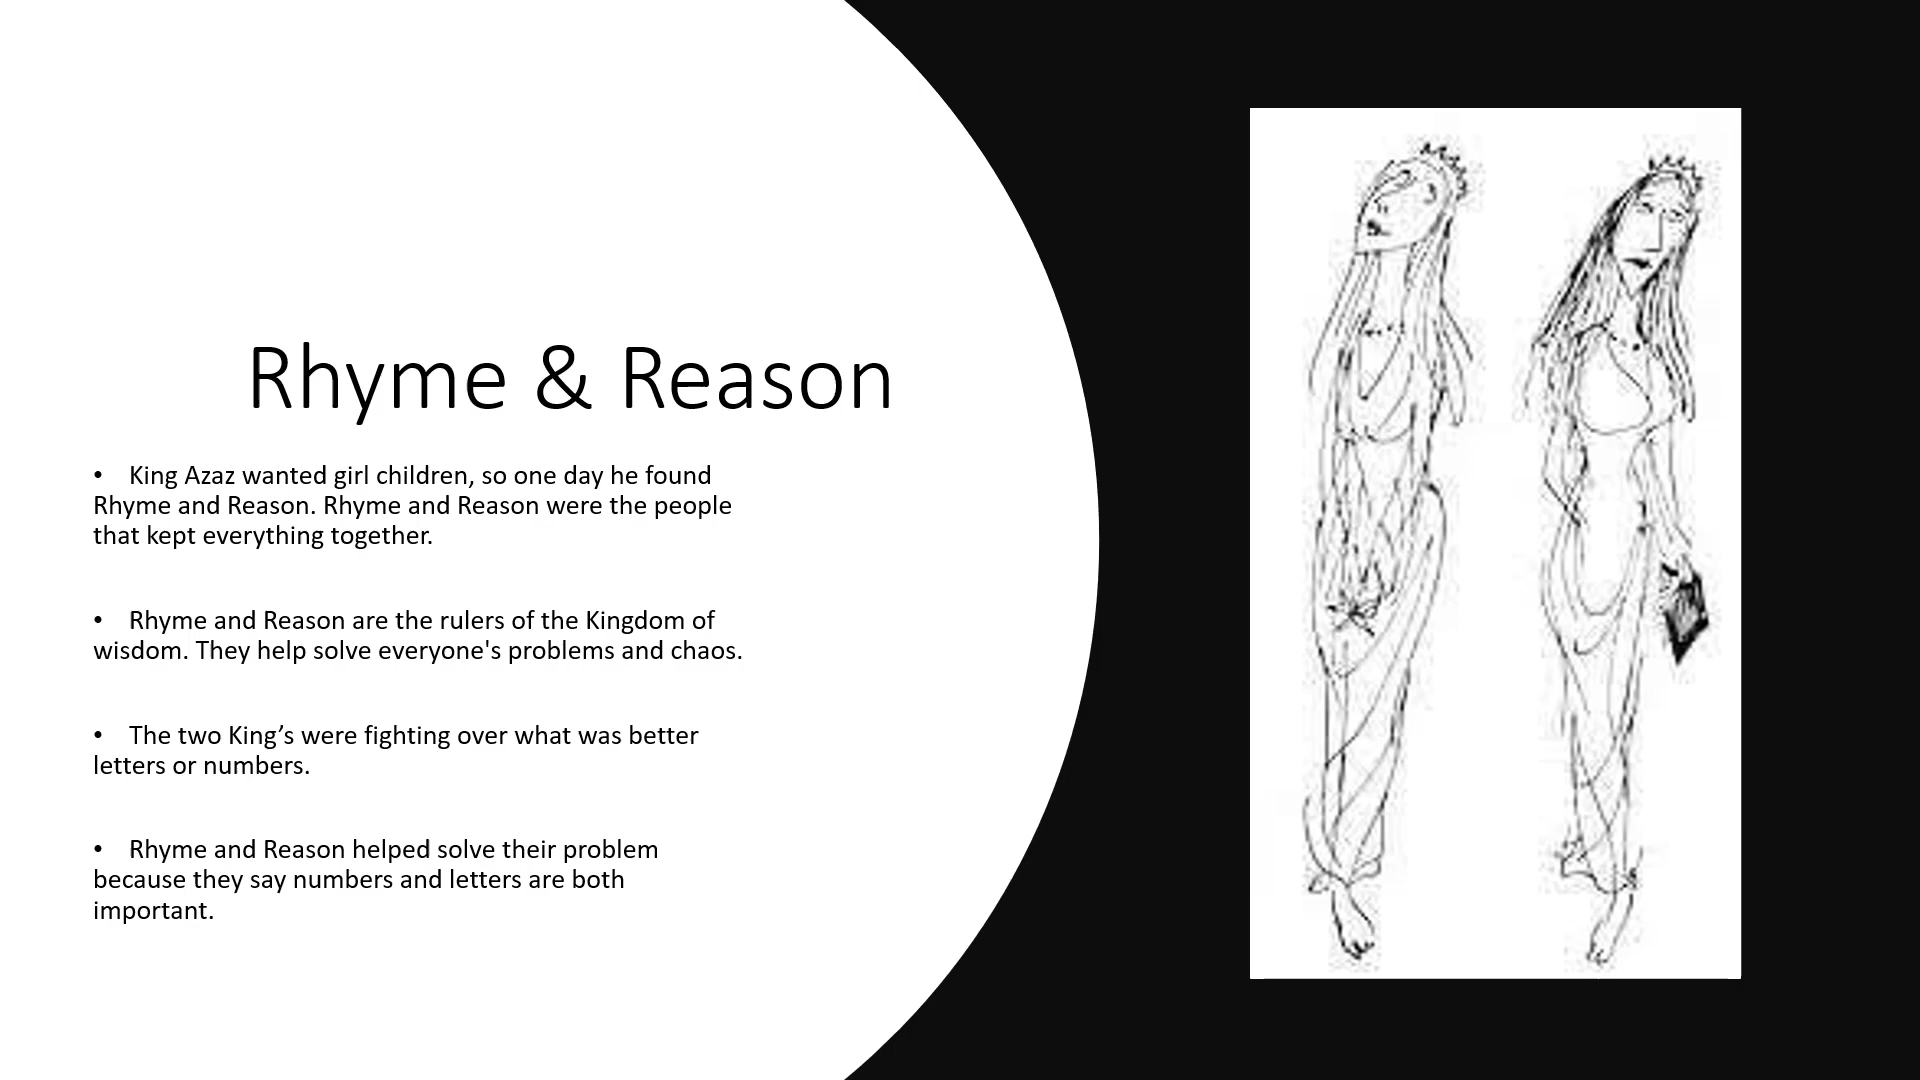 Rhyme & Reason
• King Azaz wanted girl children, so one day he found
Rhyme and Reason. Rhyme and Reason were the people
that kept everything together.
• Rhyme and Reason are the rulers of the Kingdom of
wisdom. They help solve everyone's problems and chaos.
• The two King’s were fighting over what was better
letters or numbers.
• Rhyme and Reason helped solve their problem
because they say numbers and letters are both
important.